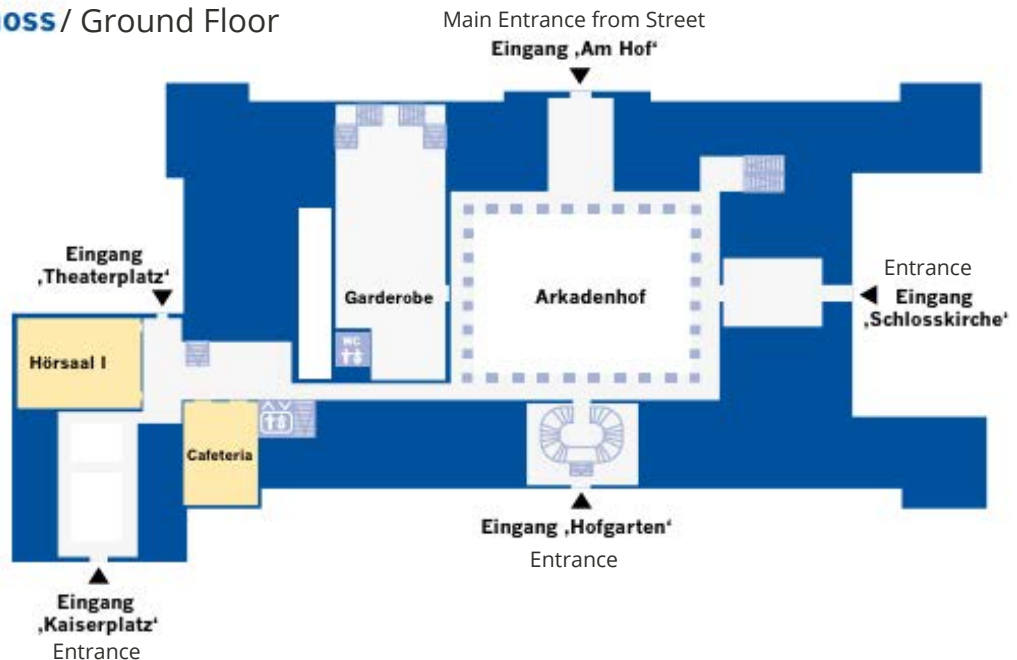 oss / Ground Floor
Main Entrance from Street
Eingang ‚Am Hof‘
Eingang
‚Theaterplatz‘
Garderobe
Arkadenhof
Entrance
Eingang
‚Schlosskirche‘
WC
Hörsaal I
Cafeteria
Eingang ‚Hofgarten‘
Entrance
Eingang
‚Kaiserplatz‘
Entrance